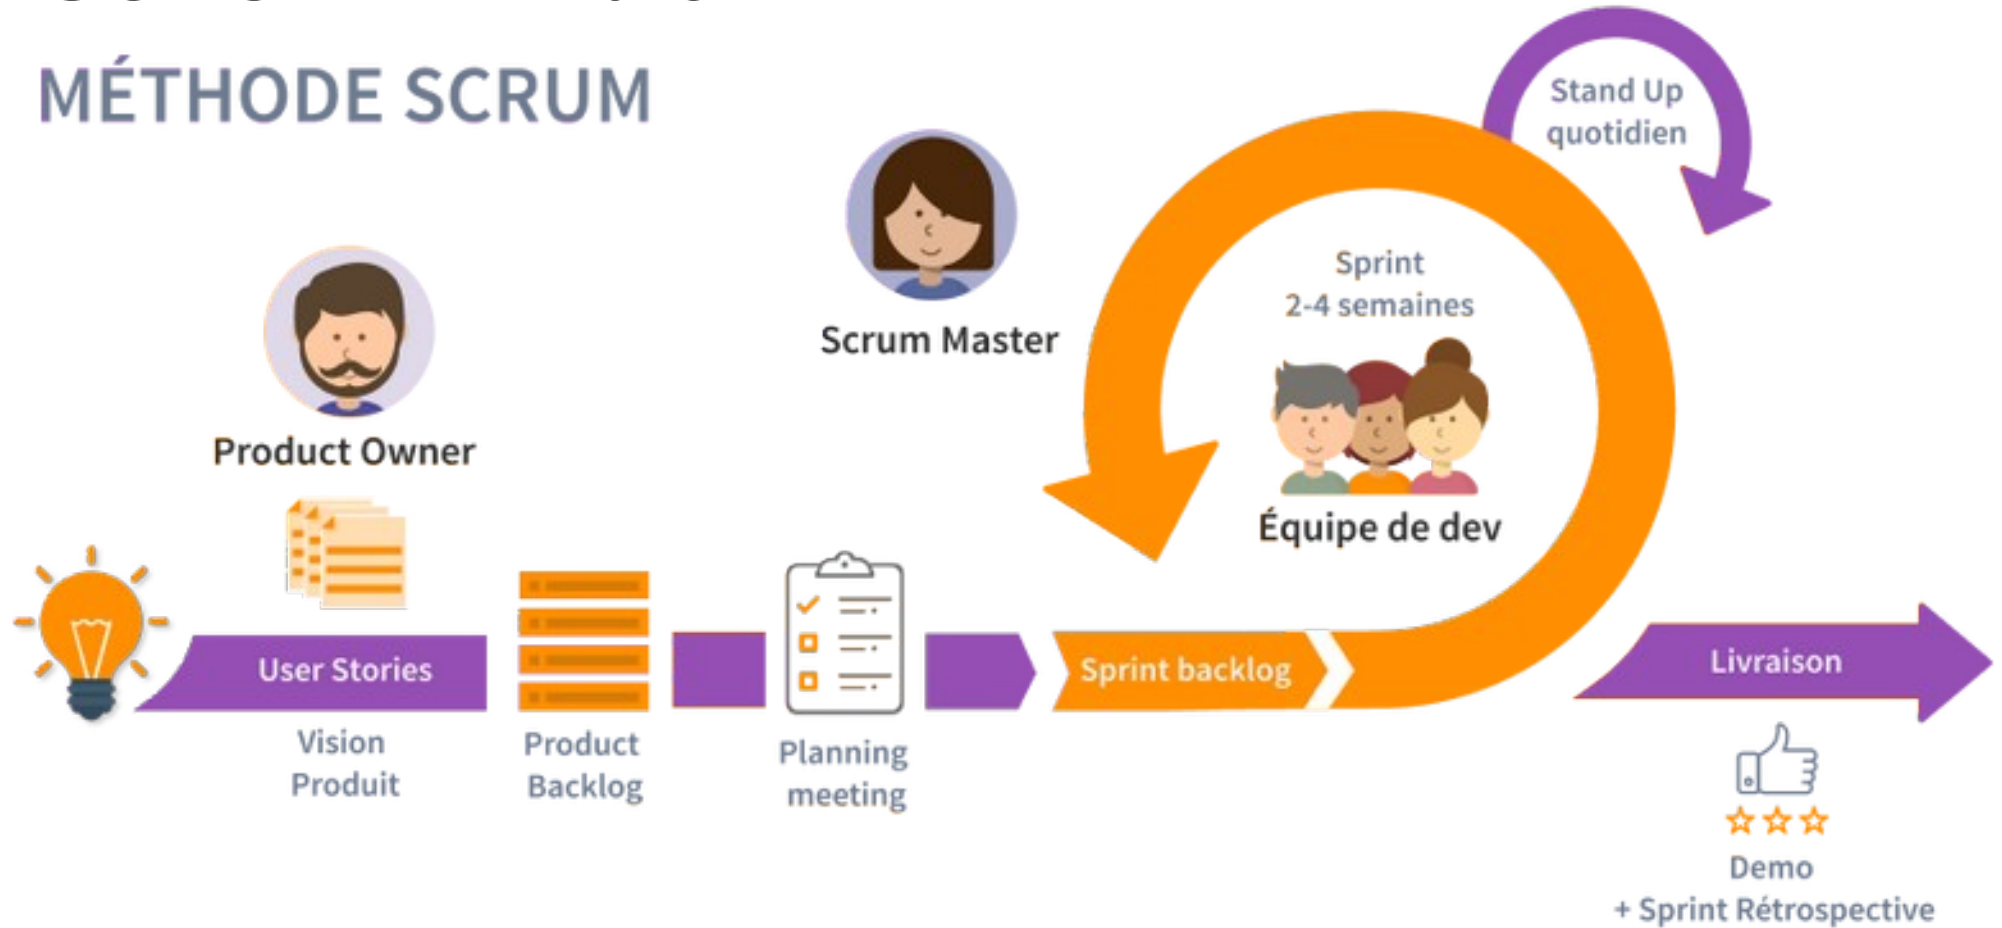 MÉTHODE SCRUM
Stand Up
quotidien
Sprint
2-4 semaines
Scrum Master
Product Owner
Équipe de dev
User Stories
Sprint backlog
Livraison
Vision
Produit
Product
Backlog
Planning
meeting
Demo
+ Sprint Rétrospective